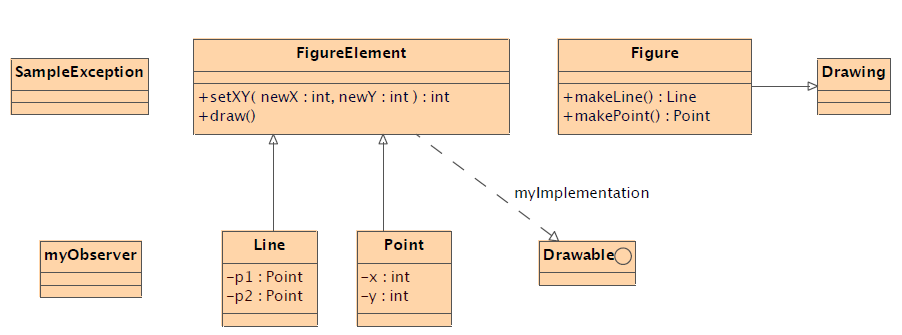 SampleException
FigureElement
+setXY( newX : int, newY : int ) : int
+draw()
Figure
+makeLine() : Line
+makePoint() : Point
Drawing
myImplementation
myObserver
Line
-p1 : Point
-p2 : Point
Point
-x : int
-y : int
Drawable